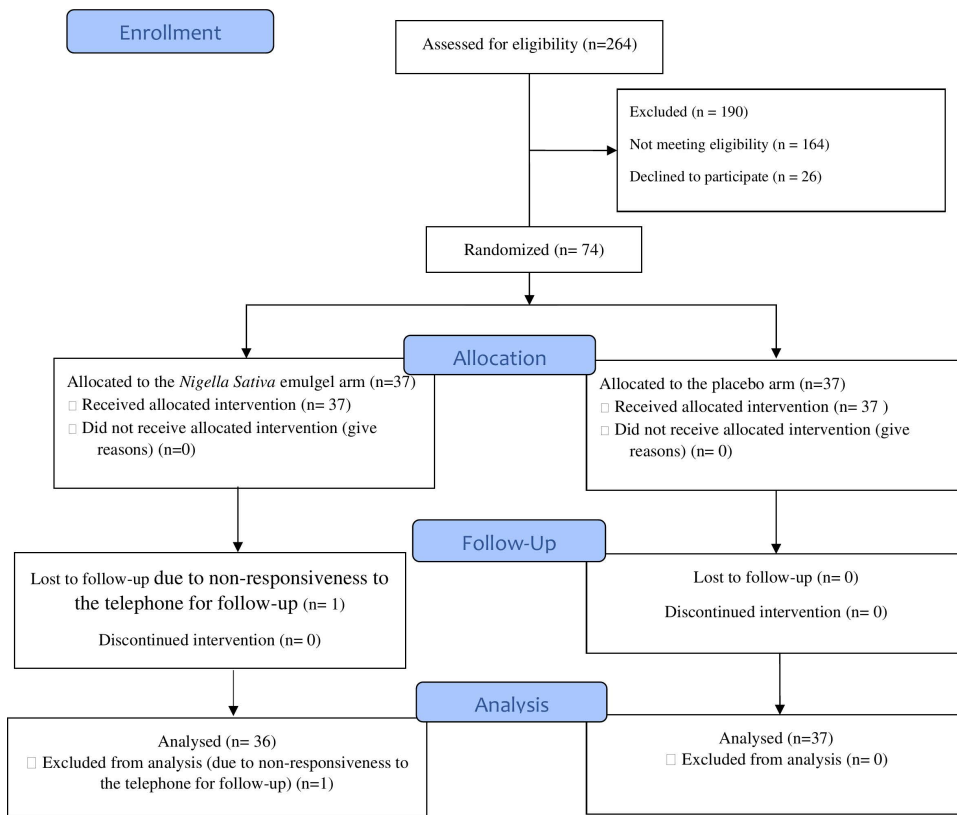 Enrollment
Assessed for eligibility (n=264)
Excluded (n = 190)
Not meeting eligibility (n = 164)
Declined to participate (n = 26)
Randomized (n= 74)
Allocation
Allocated to the Nigella Sativa emulgel arm (n=37)
□ Received allocated intervention (n= 37)
□ Did not receive allocated intervention (give
reasons) (n=0)
Allocated to the placebo arm (n=37)
□ Received allocated intervention (n= 37 )
□ Did not receive allocated intervention (give
reasons) (n= 0)
Follow-Up
Lost to follow-up due to non-responsiveness to
the telephone for follow-up (n= 1)
Discontinued intervention (n= 0)
Lost to follow-up (n= 0)
Discontinued intervention (n= 0)
Analysis
Analysed (n= 36)
□ Excluded from analysis (due to non-responsiveness to
the telephone for follow-up) (n=1)
Analysed (n=37)
□ Excluded from analysis (n= 0)